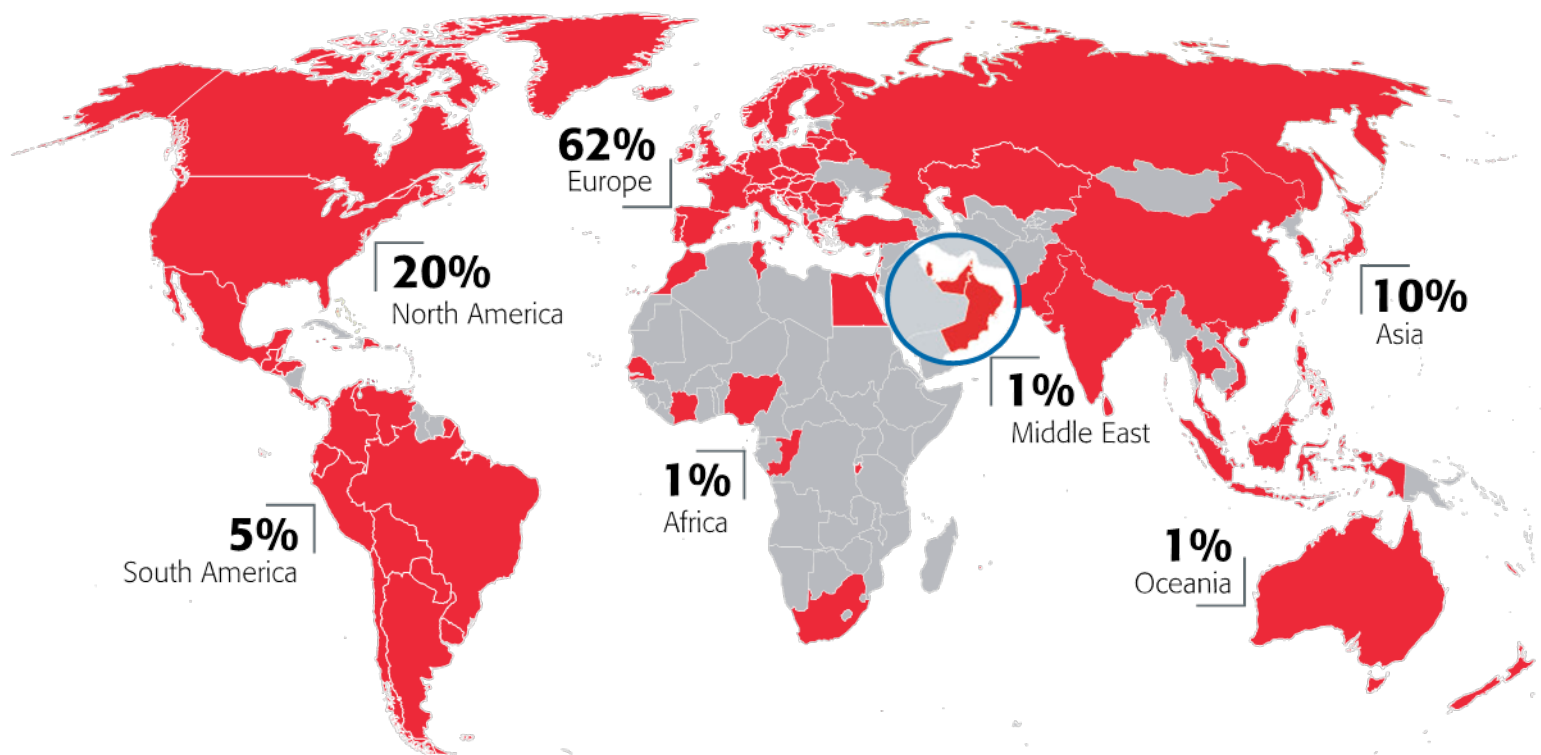 62%
Europe
20%
North America
10%
Asia
1%
Middle East
1%
Africa
5%
South America
1%
Oceania